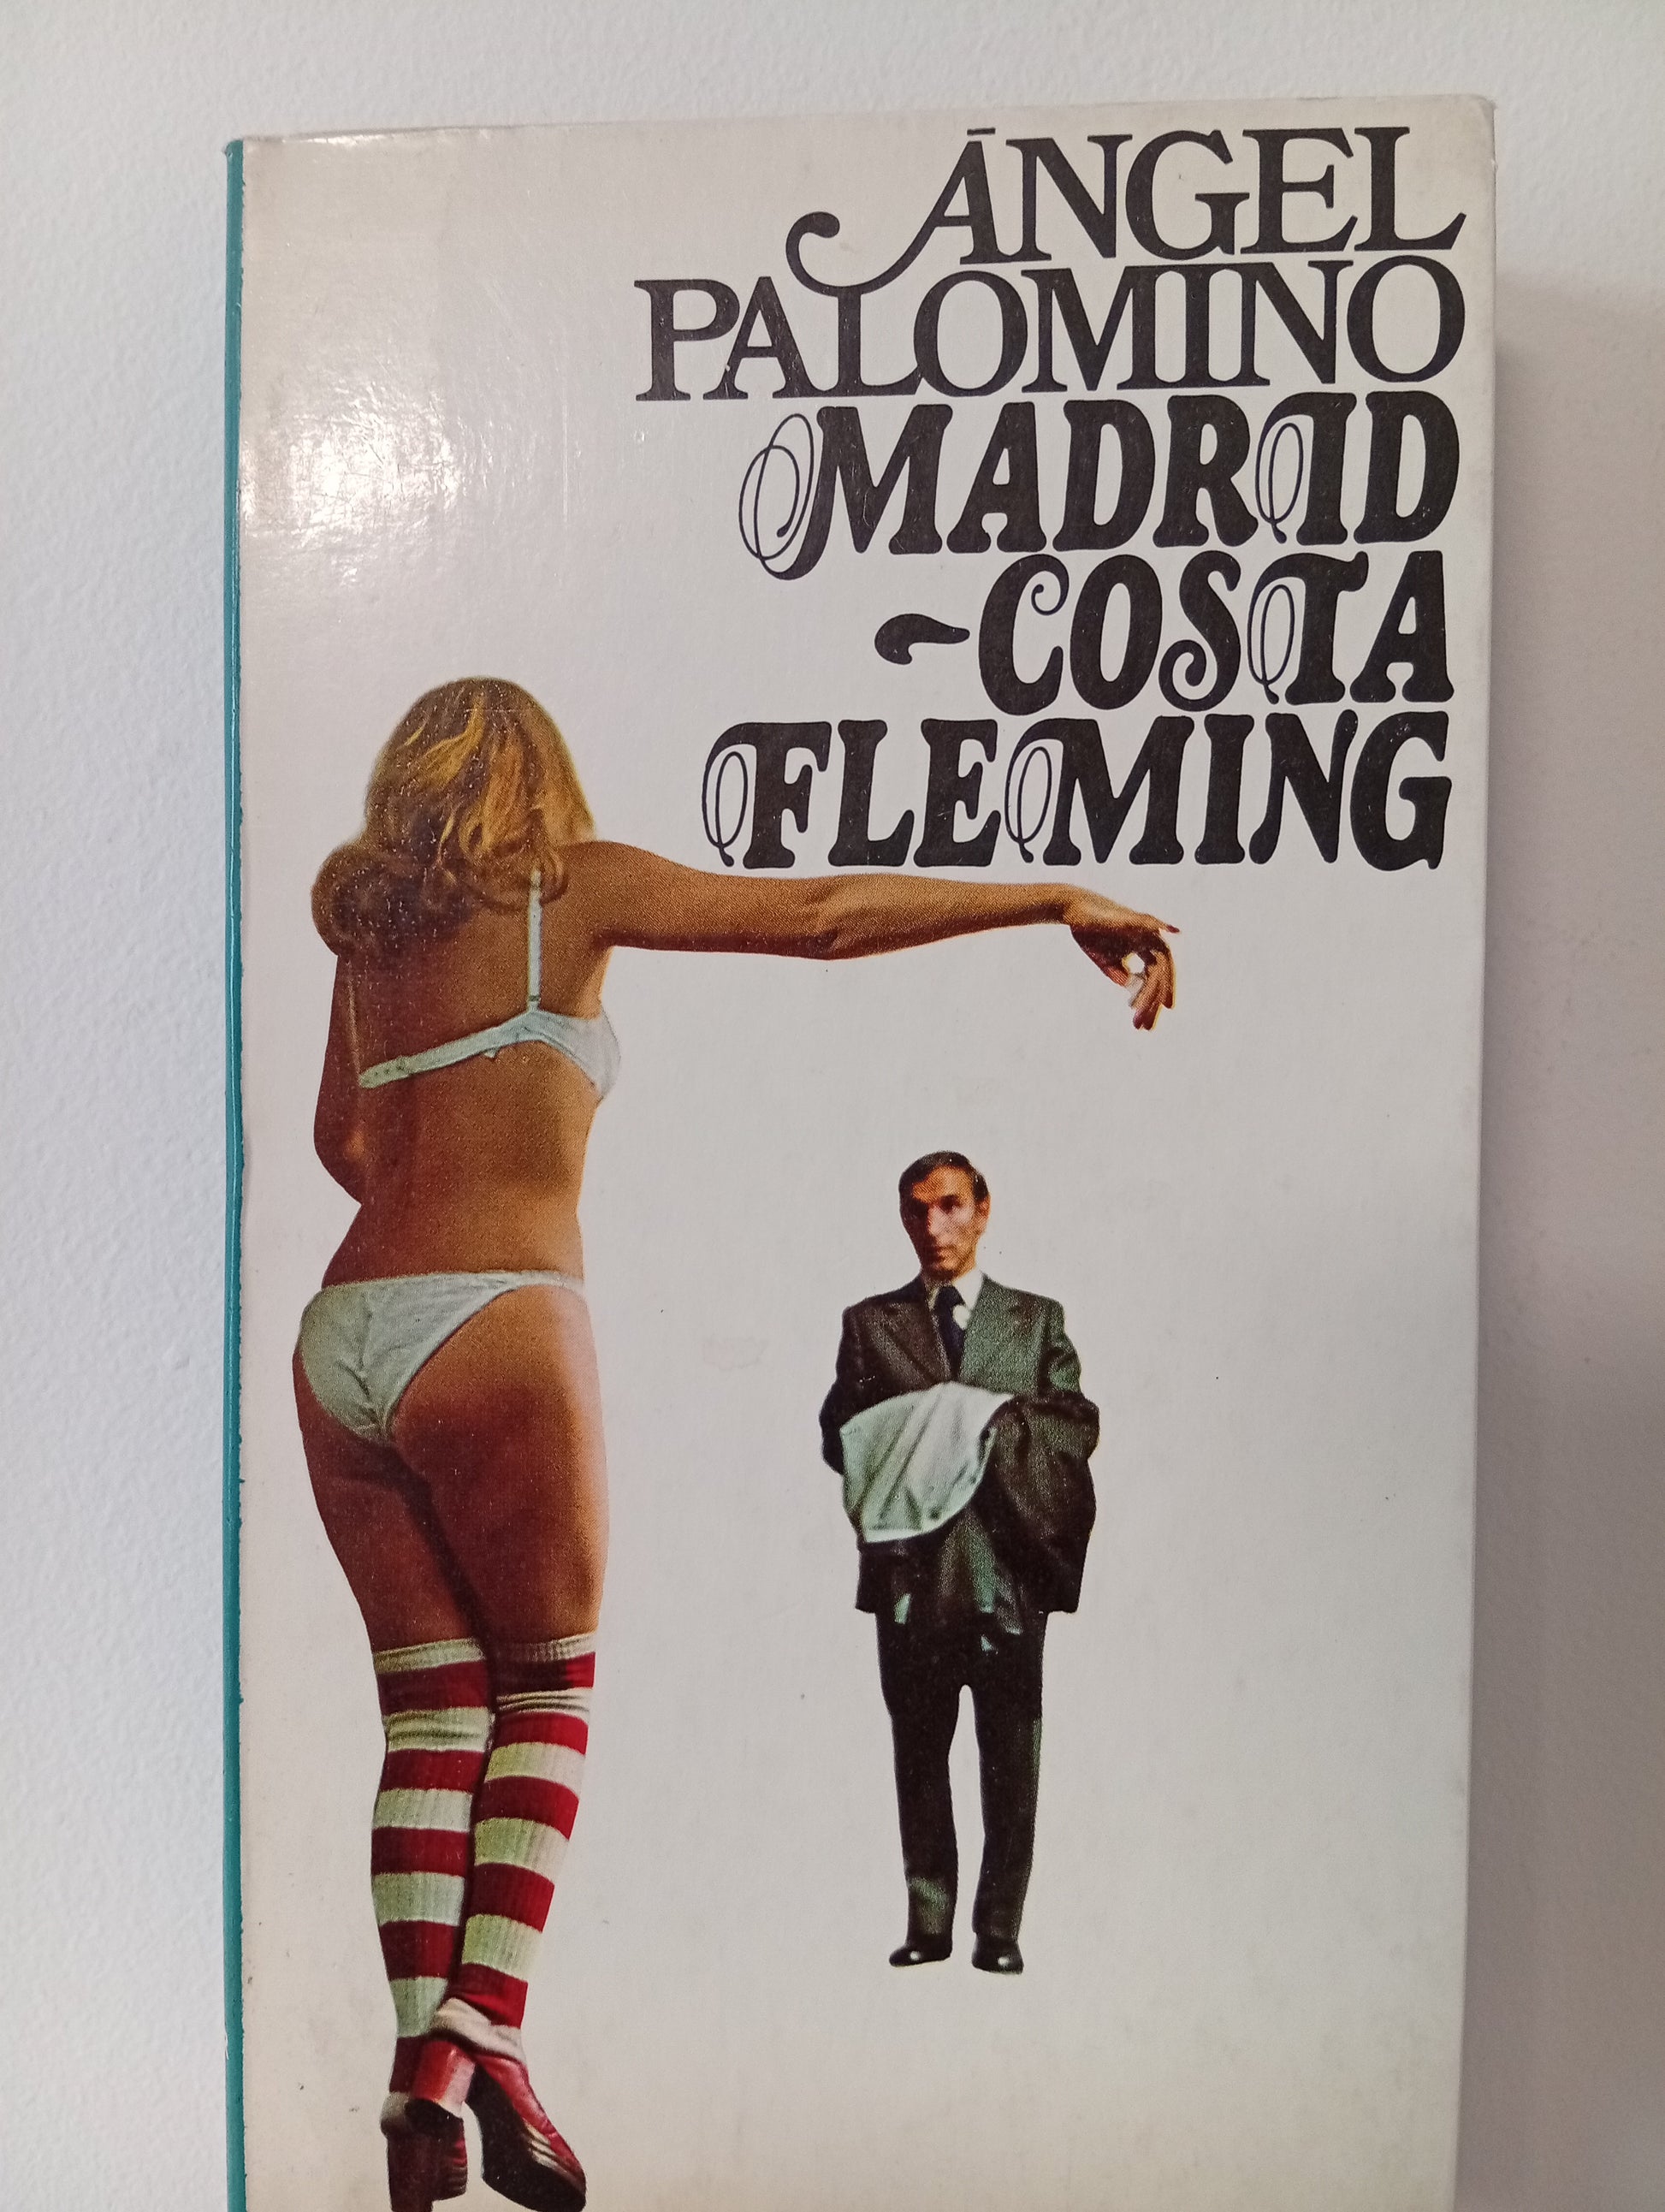 ÁNGEL
PALOMINO
MADRID
-COSTA
FLEMING